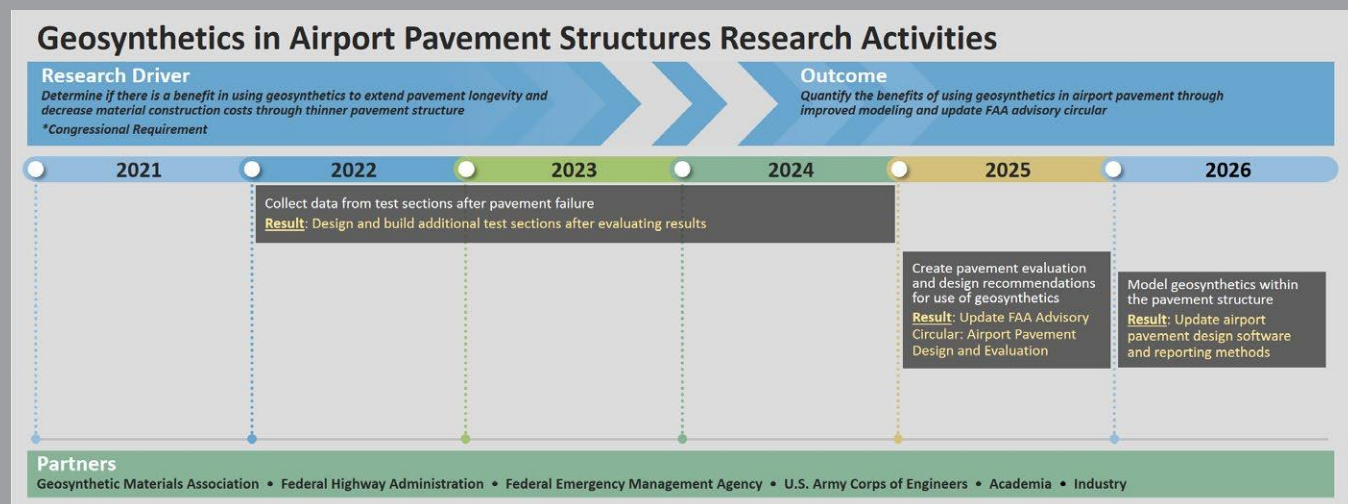 Geosynthetics in Airport Pavement Structures Research Activities
Research Driver
Determine if there is a benefit in using geosynthetics to extend pavement longevity and
decrease material construction costs through thinner pavement structure
*Congressional Requirement
Outcome
Quantify the benefits of using geosynthetics in airport pavement through
improved modeling and update FAA advisory circular
2021
2022
2023
2024
2025
2026
Collect data from test sections after pavement failure
Result: Design and build additional test sections after evaluating results
Create pavement evaluation
and design recommendations
for use of geosynthetics
Result: Update FAA Advisory
Circular: Airport Pavement
Design and Evaluation
Model geosynthetics within
the pavement structure
Result: Update airport
pavement design software
and reporting methods
Partners
Geosynthetic Materials Association • Federal Highway Administration • Federal Emergency Management Agency • U.S. Army Corps of Engineers • Academia • Industry